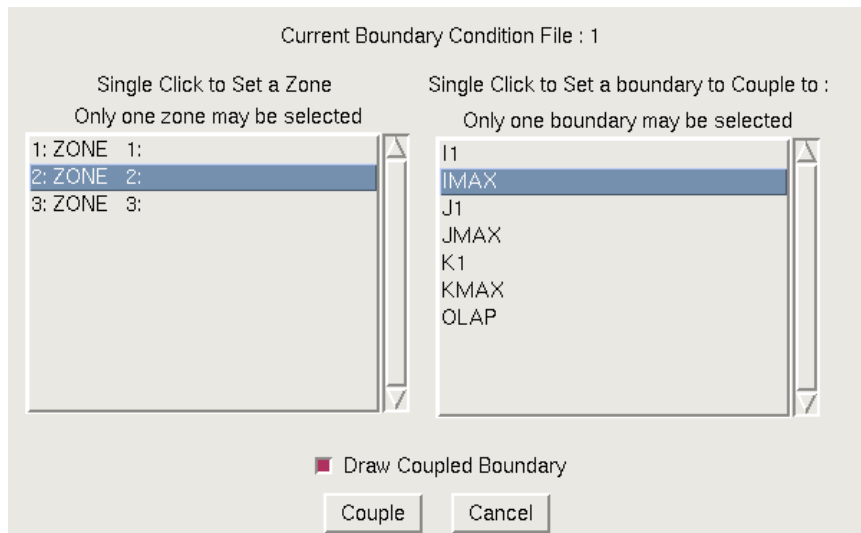 Current Boundary Condition File : 1
Single Click to Set a Zone
Only one zone may be selected
1: ZONE 1:
2: ZONE 2:
3: ZONE 3:
Single Click to Set a boundary to Couple to :
Only one boundary may be selected
I1
IMAX
J1
JMAX
K1
KMAX
OLAP
Draw Coupled Boundary
Couple
Cancel